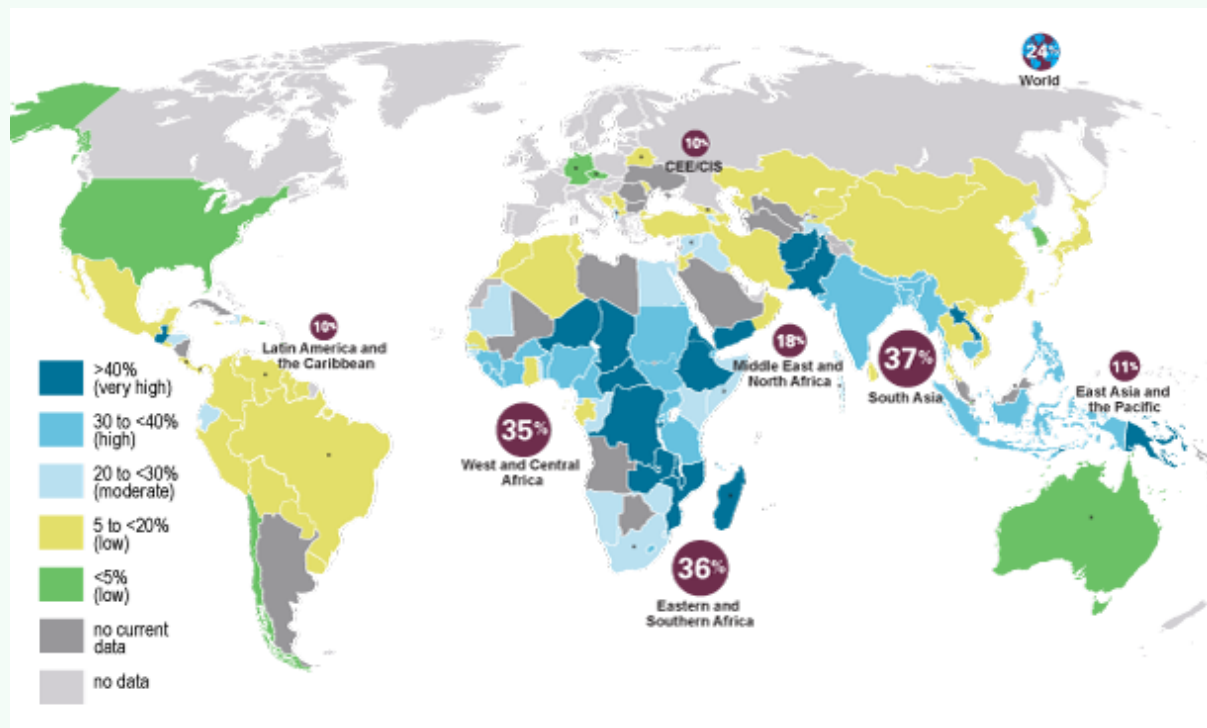 24%
World
10%
CEE/CIS
10%
Latin America and
the Caribbean
18%
Middle East and
North Africa
37%
South Asia
11%
East Asia and
the Pacific
35%
West and Central
Africa
36%
Eastern and
Southern Africa
>40%
(very high)
30 to <40%
(high)
20 to <30%
(moderate)
5 to <20%
(low)
<5%
(low)
no current
data
no data